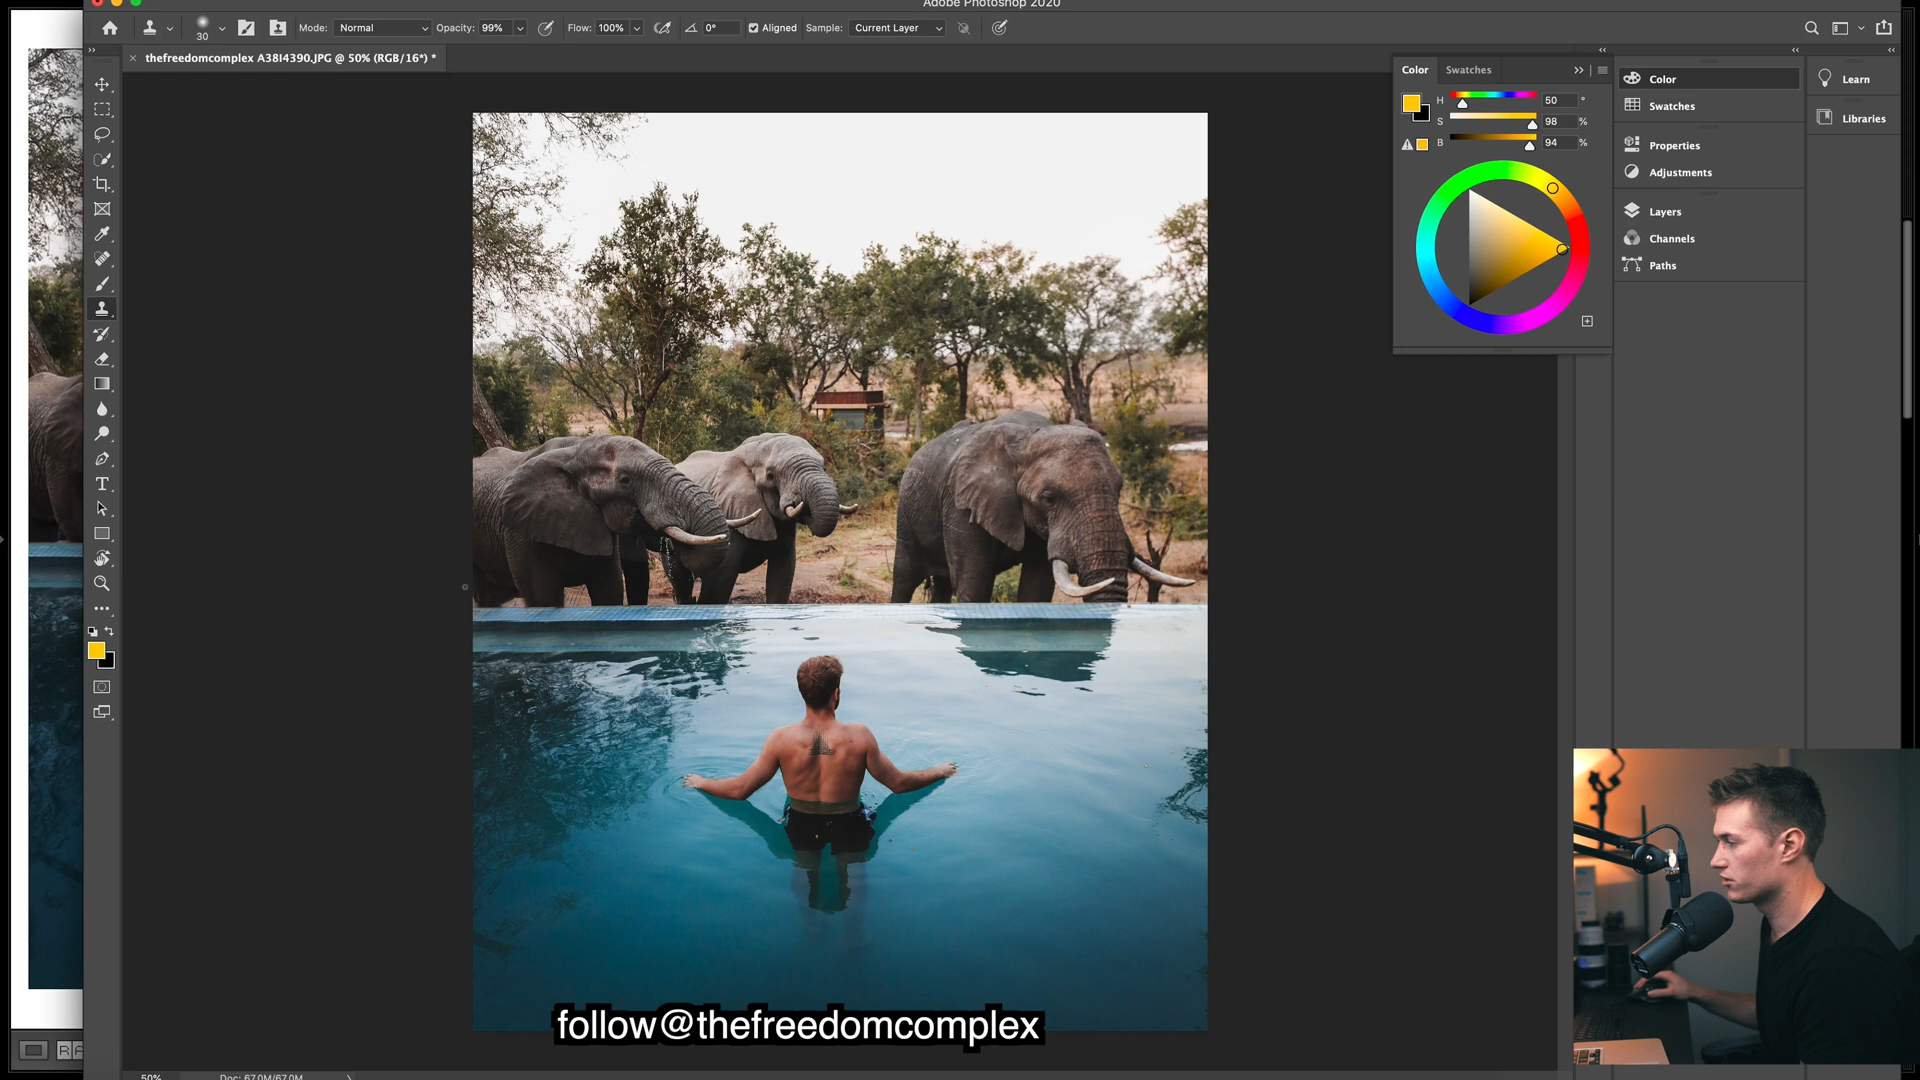 Adobe Photoshop 2020
30
Mode: Normal
Opacity: 99%
Flow: 100%
0°
Aligned
Sample: Current Layer
thefreedomcomplex A38I4390.JPG @ 50% (RGB/16*) *
Color
Swatches
H 50 °
S 98 %
B 94 %
Color
Swatches
Properties
Adjustments
Layers
Channels
Paths
Learn
Libraries
follow@thefreedomcomplex
50%
Doc: 67.0M/67.0M